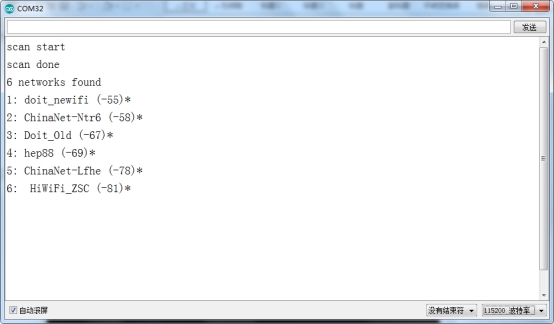 COM32
发送
scan start
scan done
6 networks found
1: doit_newifi (-55)*
2: ChinaNet-Ntr6 (-58)*
3: Doit_Old (-67)*
4: hep88 (-69)*
5: ChinaNet-Lfhe (-78)*
6:  HiWiFi_ZSC (-81)*
自动滚屏
没有结束符
115200 波特率